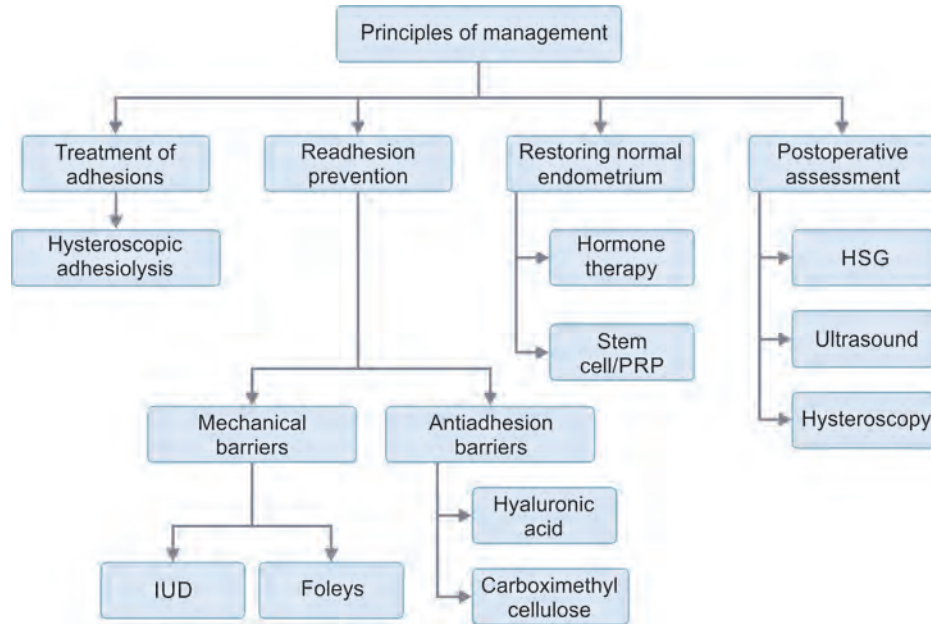 Principles of management
Treatment of
adhesions
Readhesion
prevention
Restoring normal
endometrium
Postoperative
assessment
Hysteroscopic
adhesiolysis
Hormone
therapy
HSG
Stem
cell/PRP
Ultrasound
Mechanical
barriers
Antiadhesion
barriers
Hysteroscopy
Hyaluronic
acid
IUD
Foleys
Carboximethyl
cellulose